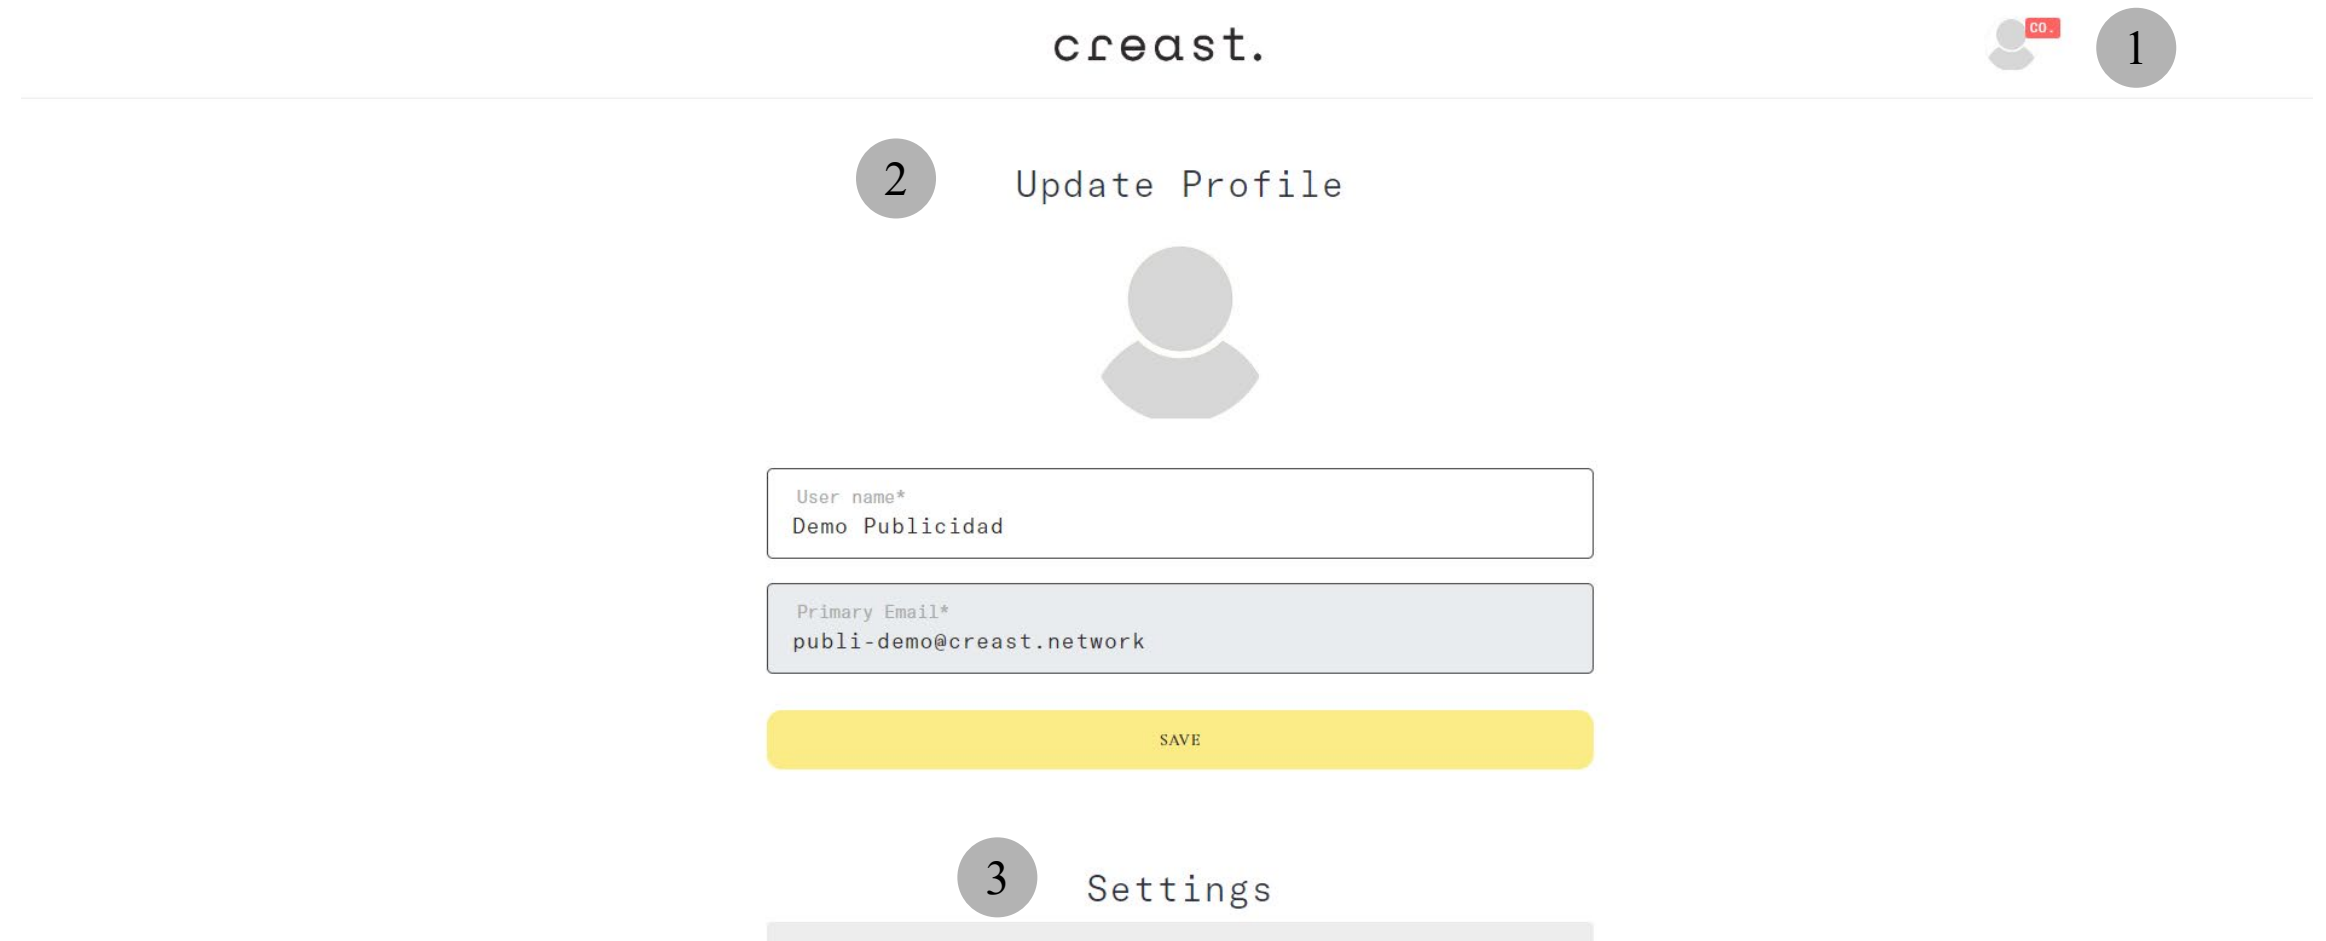 creast.
CO.
1
2
Update Profile
User name*
Demo Publicidad
Primary Email*
publi-demo@creast.network
SAVE
3
Settings